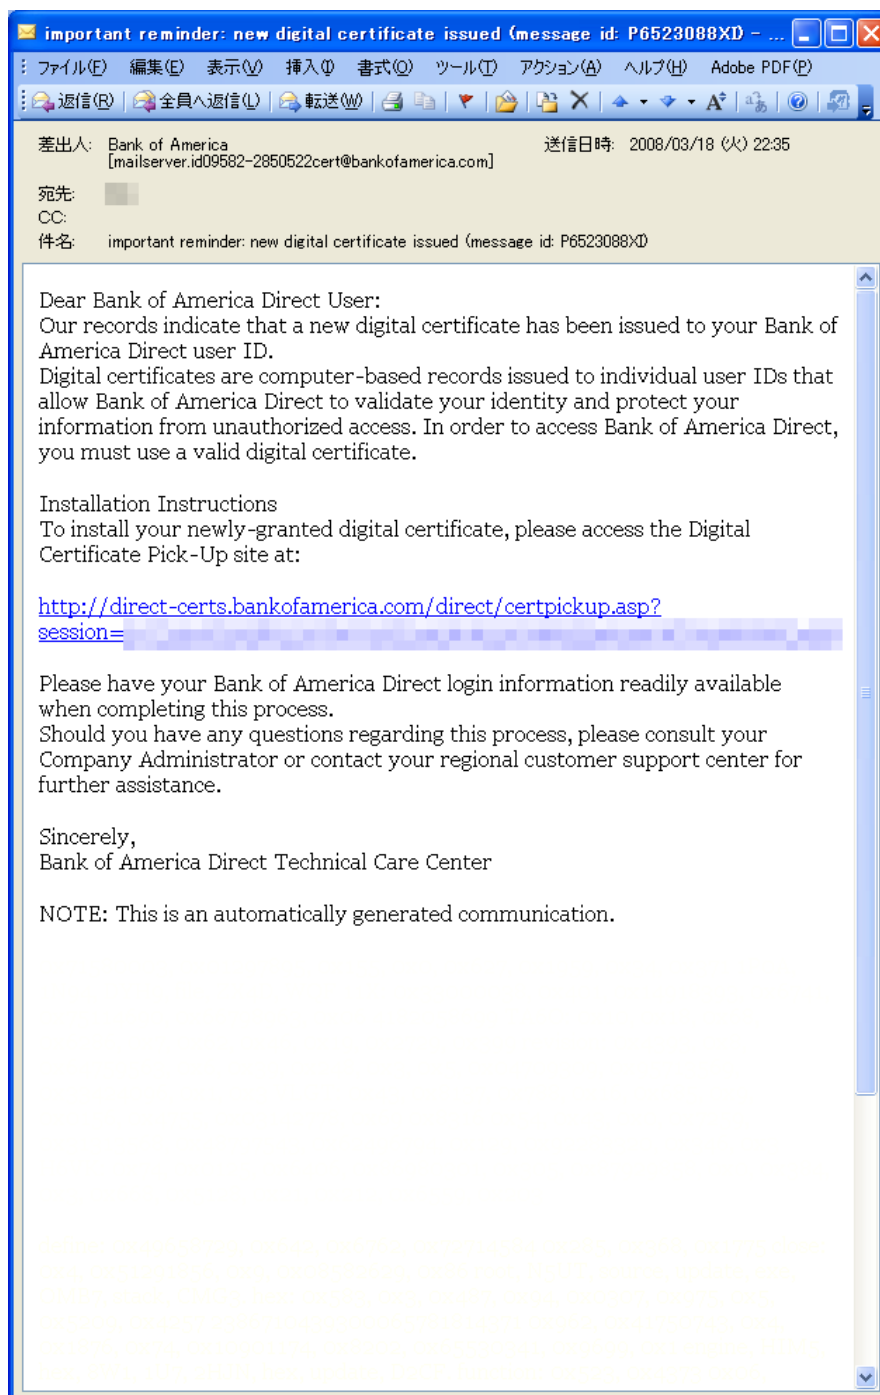 important reminder: new digital certificate issued (message id: P6523088XI) - ...
ファイル(F) 編集(E) 表示(V) 挿入(I) 書式(O) ツール(T) アクション(A) ヘルプ(H) Adobe PDF(P)
返信(R) 全員へ返信(L) 転送(W)
差出人: Bank of America 送信日時: 2008/03/18 (火) 22:35
[mailserver.id09582-2850522cert@bankofamerica.com]
宛先:
CC:
件名: important reminder: new digital certificate issued (message id: P6523088XI)
Dear Bank of America Direct User:
Our records indicate that a new digital certificate has been issued to your Bank of
America Direct user ID.
Digital certificates are computer-based records issued to individual user IDs that
allow Bank of America Direct to validate your identity and protect your
information from unauthorized access. In order to access Bank of America Direct,
you must use a valid digital certificate.
Installation Instructions
To install your newly-granted digital certificate, please access the Digital
Certificate Pick-Up site at:
http://direct-certs.bankofamerica.com/direct/certpickup.asp?
session=
Please have your Bank of America Direct login information readily available
when completing this process.
Should you have any questions regarding this process, please consult your
Company Administrator or contact your regional customer support center for
further assistance.
Sincerely,
Bank of America Direct Technical Care Center
NOTE: This is an automatically generated communication.